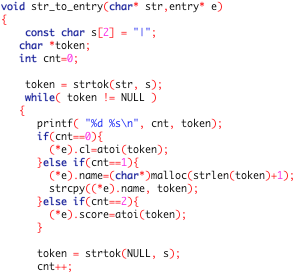 void str_to_entry(char* str,entry* e)
{
const char s[2] = "|";
char *token;
int cnt=0;
token = strtok(str, s);
while( token != NULL )
{
printf( "%d %s\n", cnt, token);
if(cnt==0){
(*e).cl=atoi(token);
}else if(cnt==1){
(*e).name=(char*)malloc(strlen(token)+1);
strcpy((*e).name, token);
}else if(cnt==2){
(*e).score=atoi(token);
}
token = strtok(NULL, s);
cnt++;